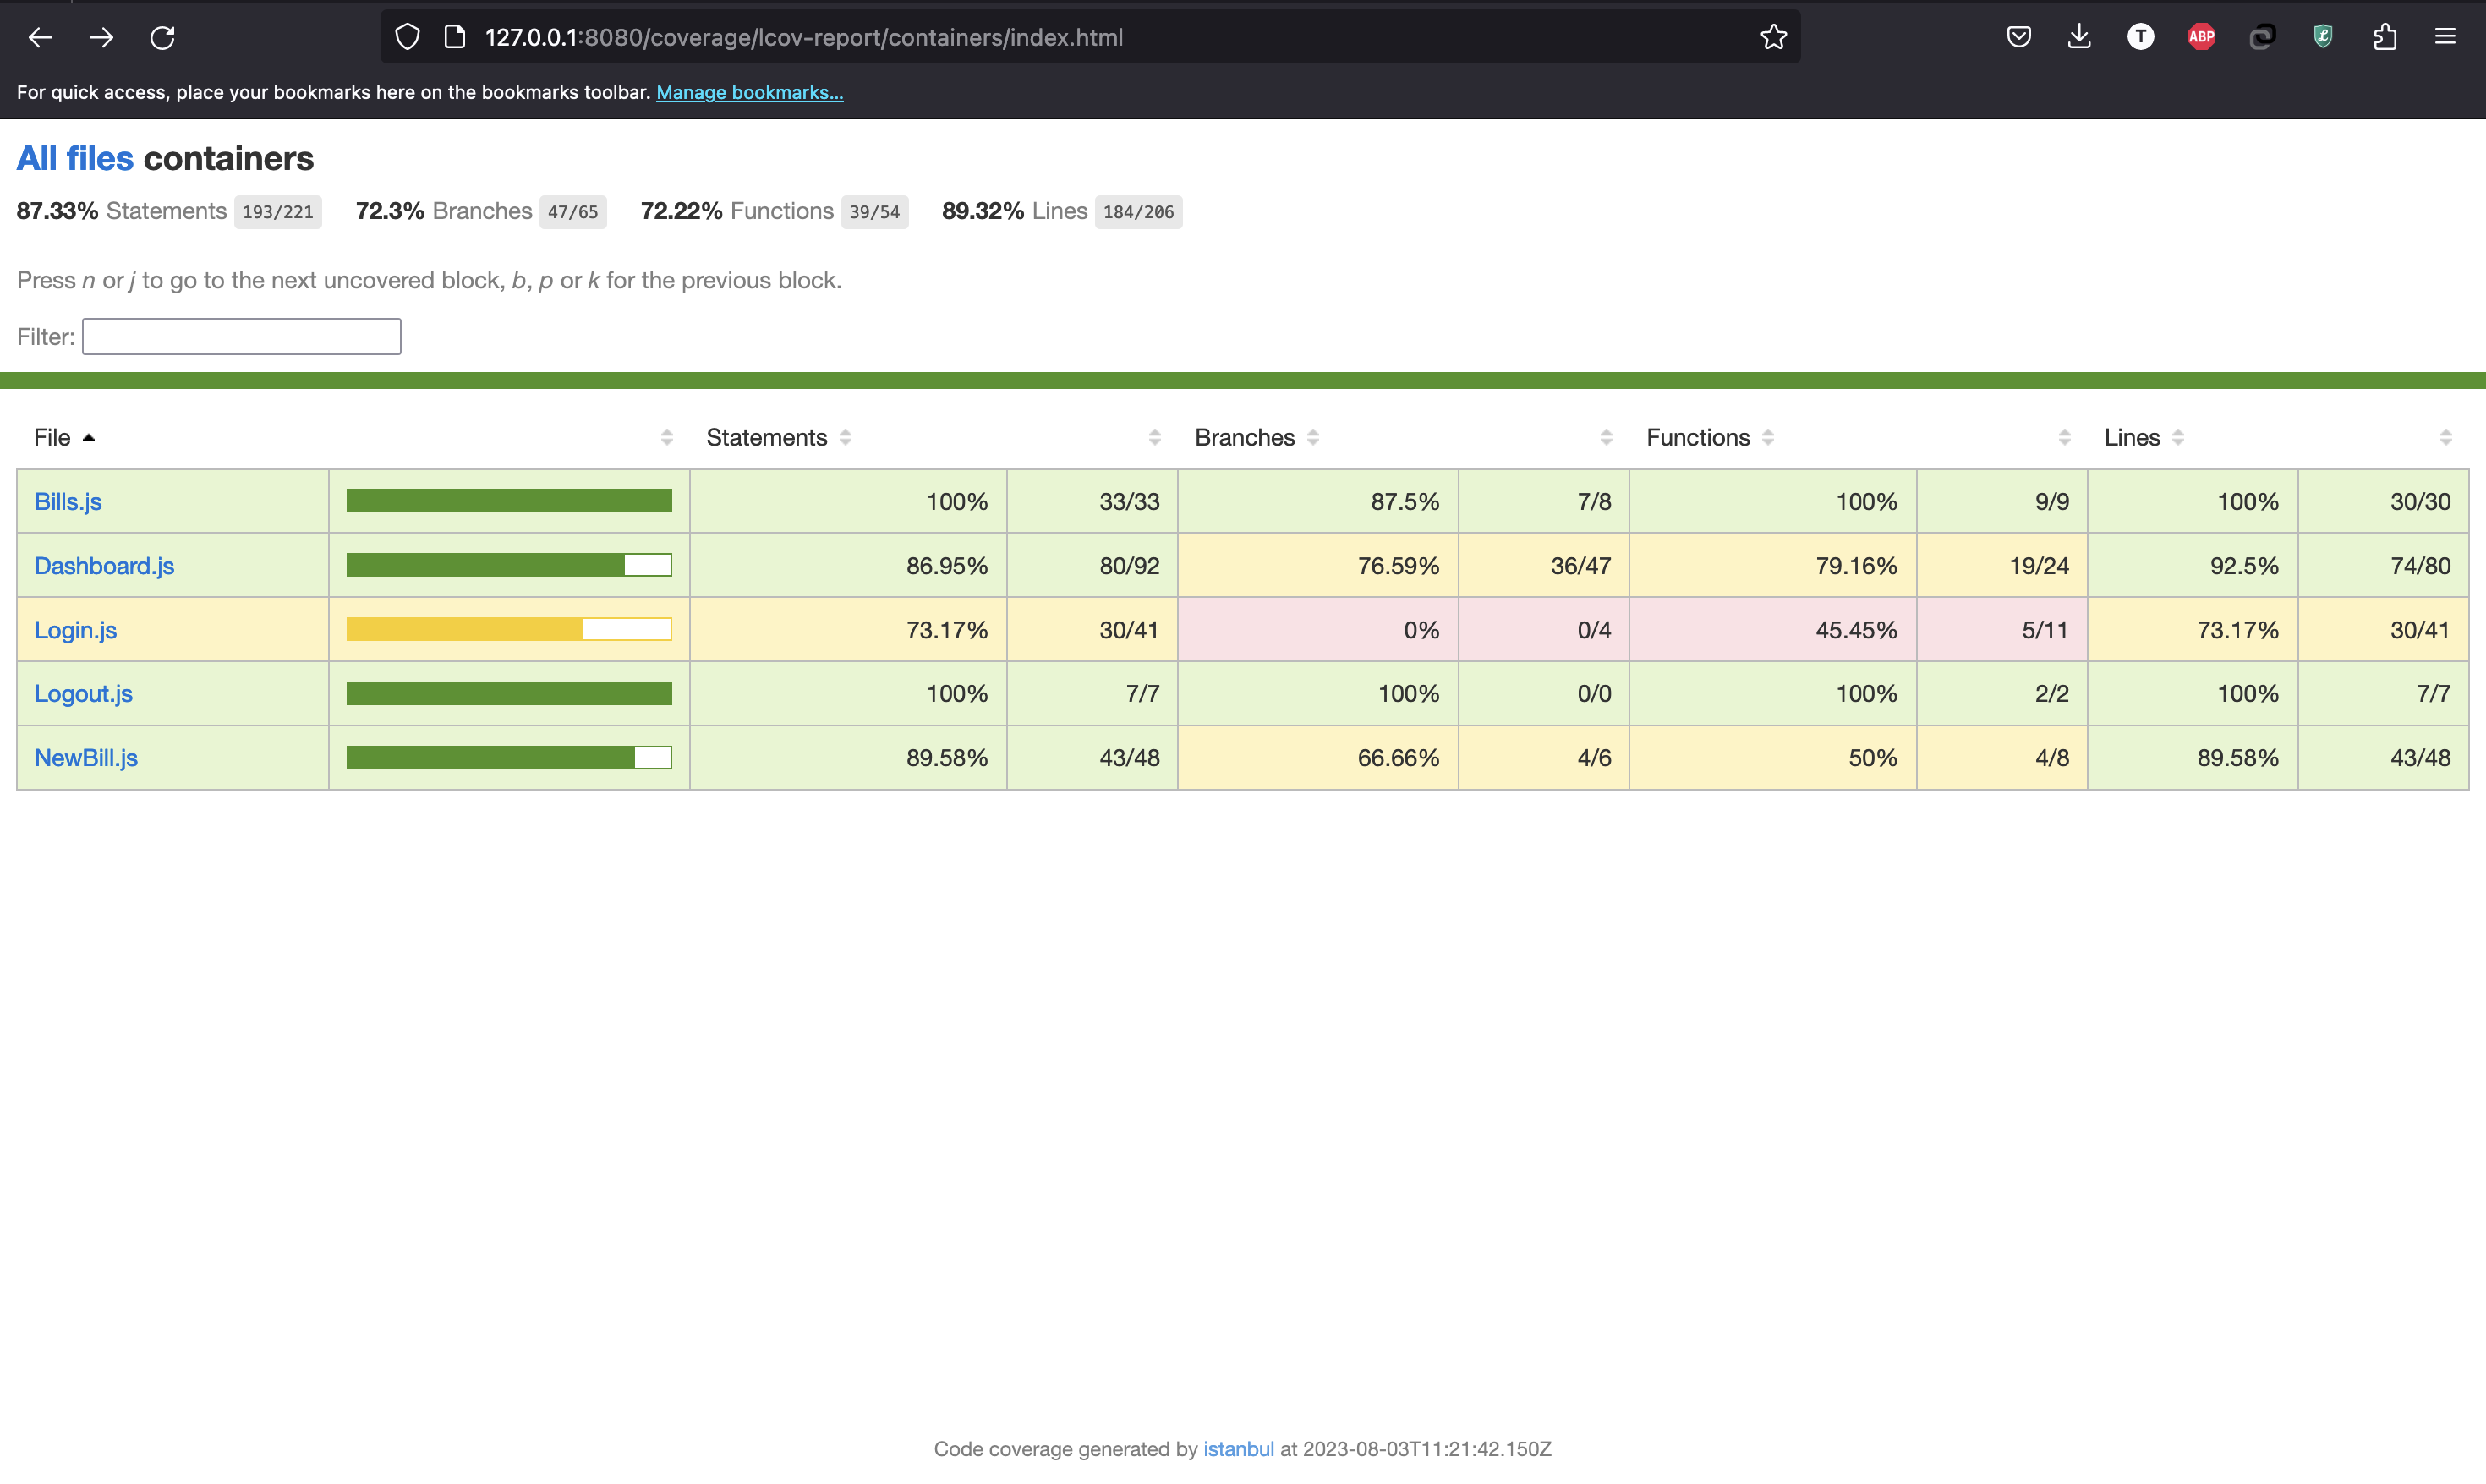 127.0.0.1:8080/coverage/lcov-report/containers/index.html
T
ABP
For quick access, place your bookmarks here on the bookmarks toolbar. Manage bookmarks...
All files containers
87.33% Statements 193/221 72.3% Branches 47/65 72.22% Functions 39/54 89.32% Lines 184/206
Press n or j to go to the next uncovered block, b, p or k for the previous block.
Filter:
File Statements Branches Functions Lines
Bills.js 100% 33/33 87.5% 7/8 100% 9/9 100% 30/30
Dashboard.js 86.95% 80/92 76.59% 36/47 79.16% 19/24 92.5% 74/80
Login.js 73.17% 30/41 0% 0/4 45.45% 5/11 73.17% 30/41
Logout.js 100% 7/7 100% 0/0 100% 2/2 100% 7/7
NewBill.js 89.58% 43/48 66.66% 4/6 50% 4/8 89.58% 43/48
Code coverage generated by istanbul at 2023-08-03T11:21:42.150Z